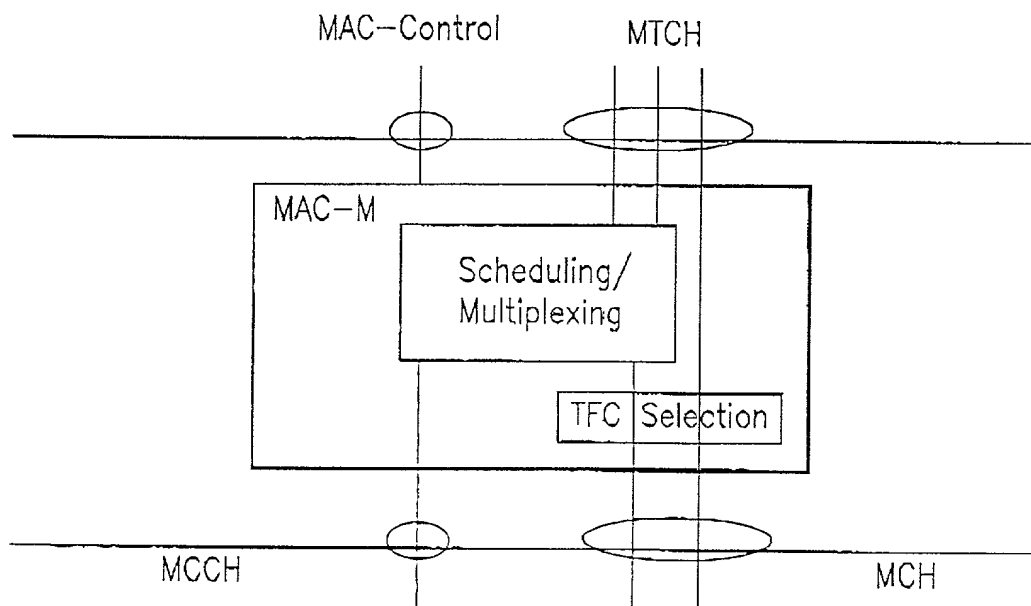 MAC-Control
MTCH
MAC-M
Scheduling/
Multiplexing
TFC Selection
MCCH
MCH